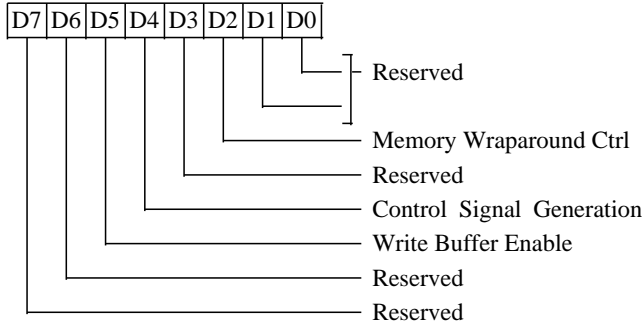 D7 D6 D5 D4 D3 D2 D1 D0
Reserved
Memory Wraparound Ctrl
Reserved
Control Signal Generation
Write Buffer Enable
Reserved
Reserved